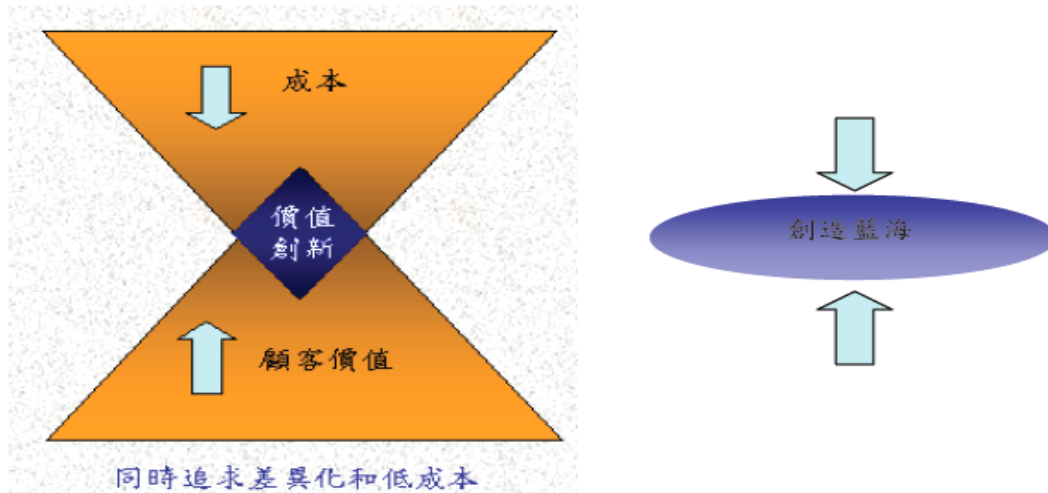 成本
價值
創新
顧客價值
同時追求差異化和低成本
創造藍海